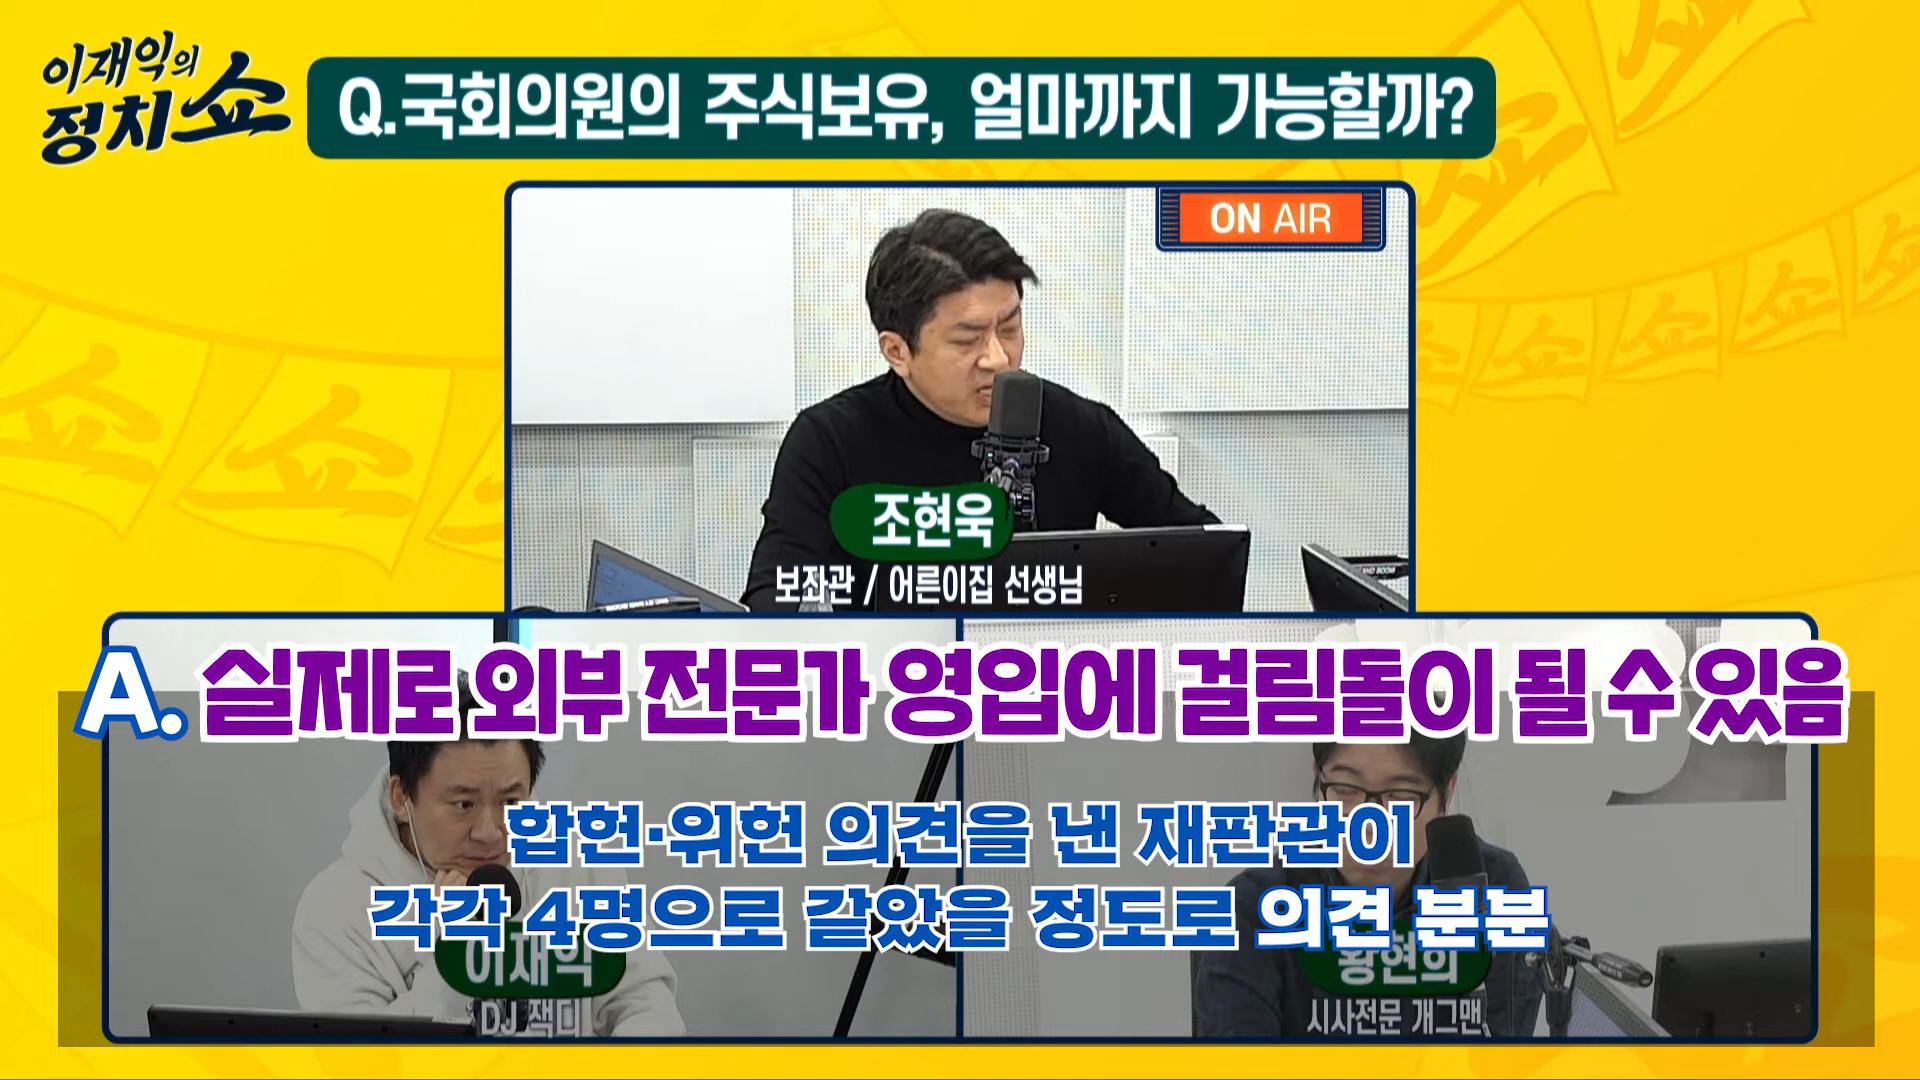 이재익의
정치쇼
Q.국회의원의 주식보유, 얼마까지 가능할까?
ON AIR
조현욱
보좌관 / 어른이집 선생님
A. 실제로 외부 전문가 영입에 걸림돌이 될 수 있음
합헌·위헌 의견을 낸 재판관이
각각 4명으로 같았을 정도로 의견 분분
이재익
DJ 잭디
황현희
시사전문 개그맨